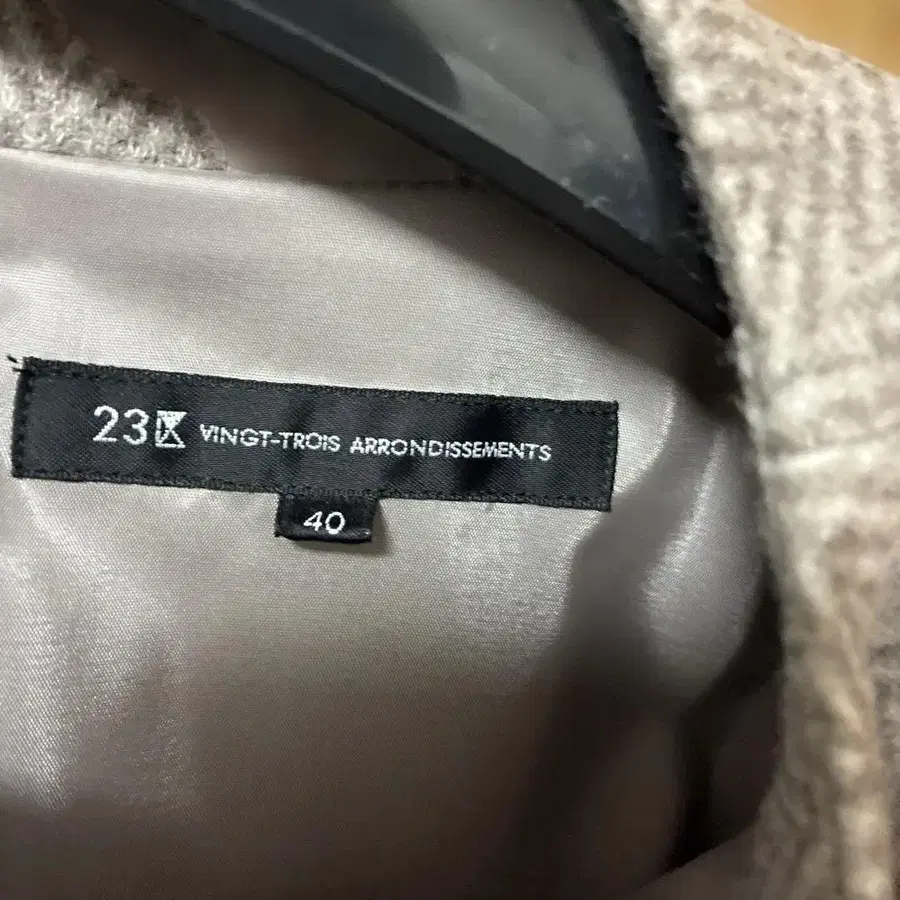 23区 VINGT-TROIS ARRONDISSEMENTS
40